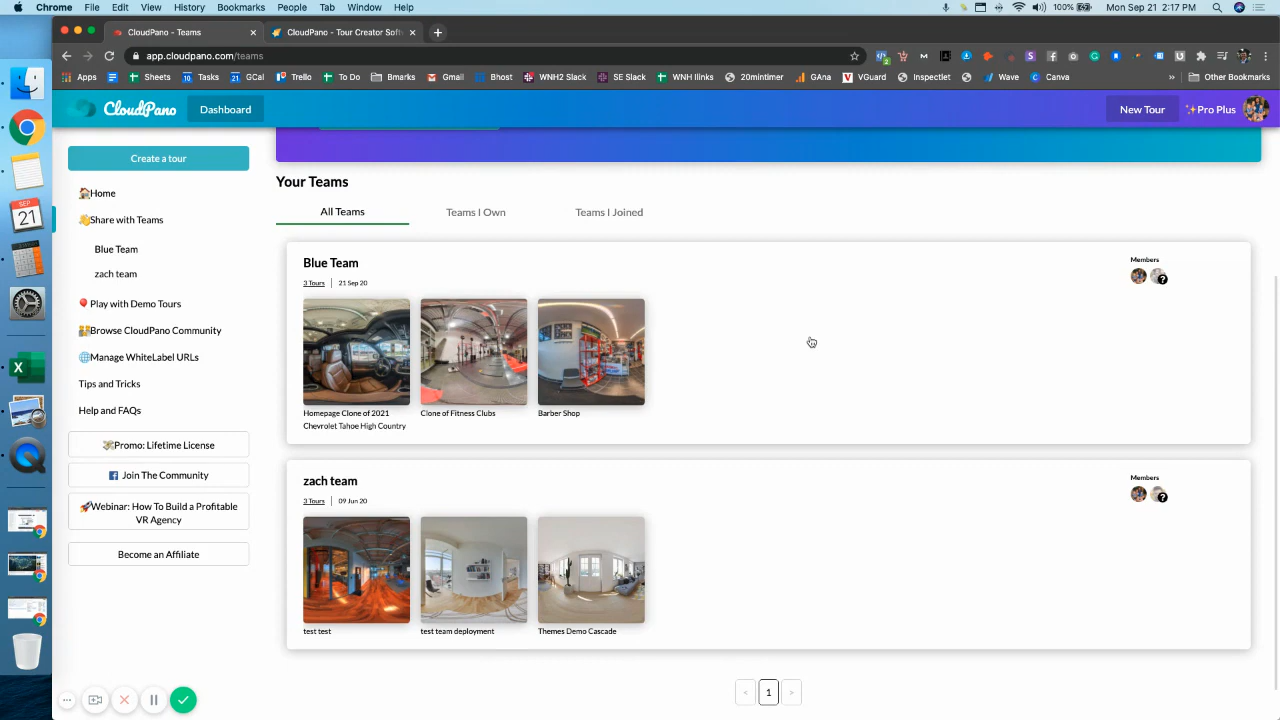 Chrome File Edit View History Bookmarks People Tab Window Help 100% Mon Sep 21 2:17 PM
CloudPano - Teams CloudPano - Tour Creator Soft
app.cloudpano.com/teams
Apps Sheets Tasks GCal Trello To Do Bmarks Gmail Bhost WNH2 Slack SE Slack WNH llinks 20mintimer GAna VGuard Inspectlet Wave Canva » Other Bookmarks
CloudPano Dashboard New Tour Pro Plus
Create a tour
Home
Share with Teams
Blue Team
zach team
Play with Demo Tours
Browse CloudPano Community
Manage WhiteLabel URLs
Tips and Tricks
Help and FAQs
Promo: Lifetime License
Join The Community
Webinar: How To Build a Profitable
VR Agency
Become an Affiliate
Your Teams
All Teams Teams I Own Teams I Joined
Blue Team
Members
3 Tours 21 Sep 20
Homepage Clone of 2021
Chevrolet Tahoe High Country
Clone of Fitness Clubs
Barber Shop
zach team
Members
3 Tours 09 Jun 20
test test
test team deployment
Themes Demo Cascade
< 1 >
SEP
21